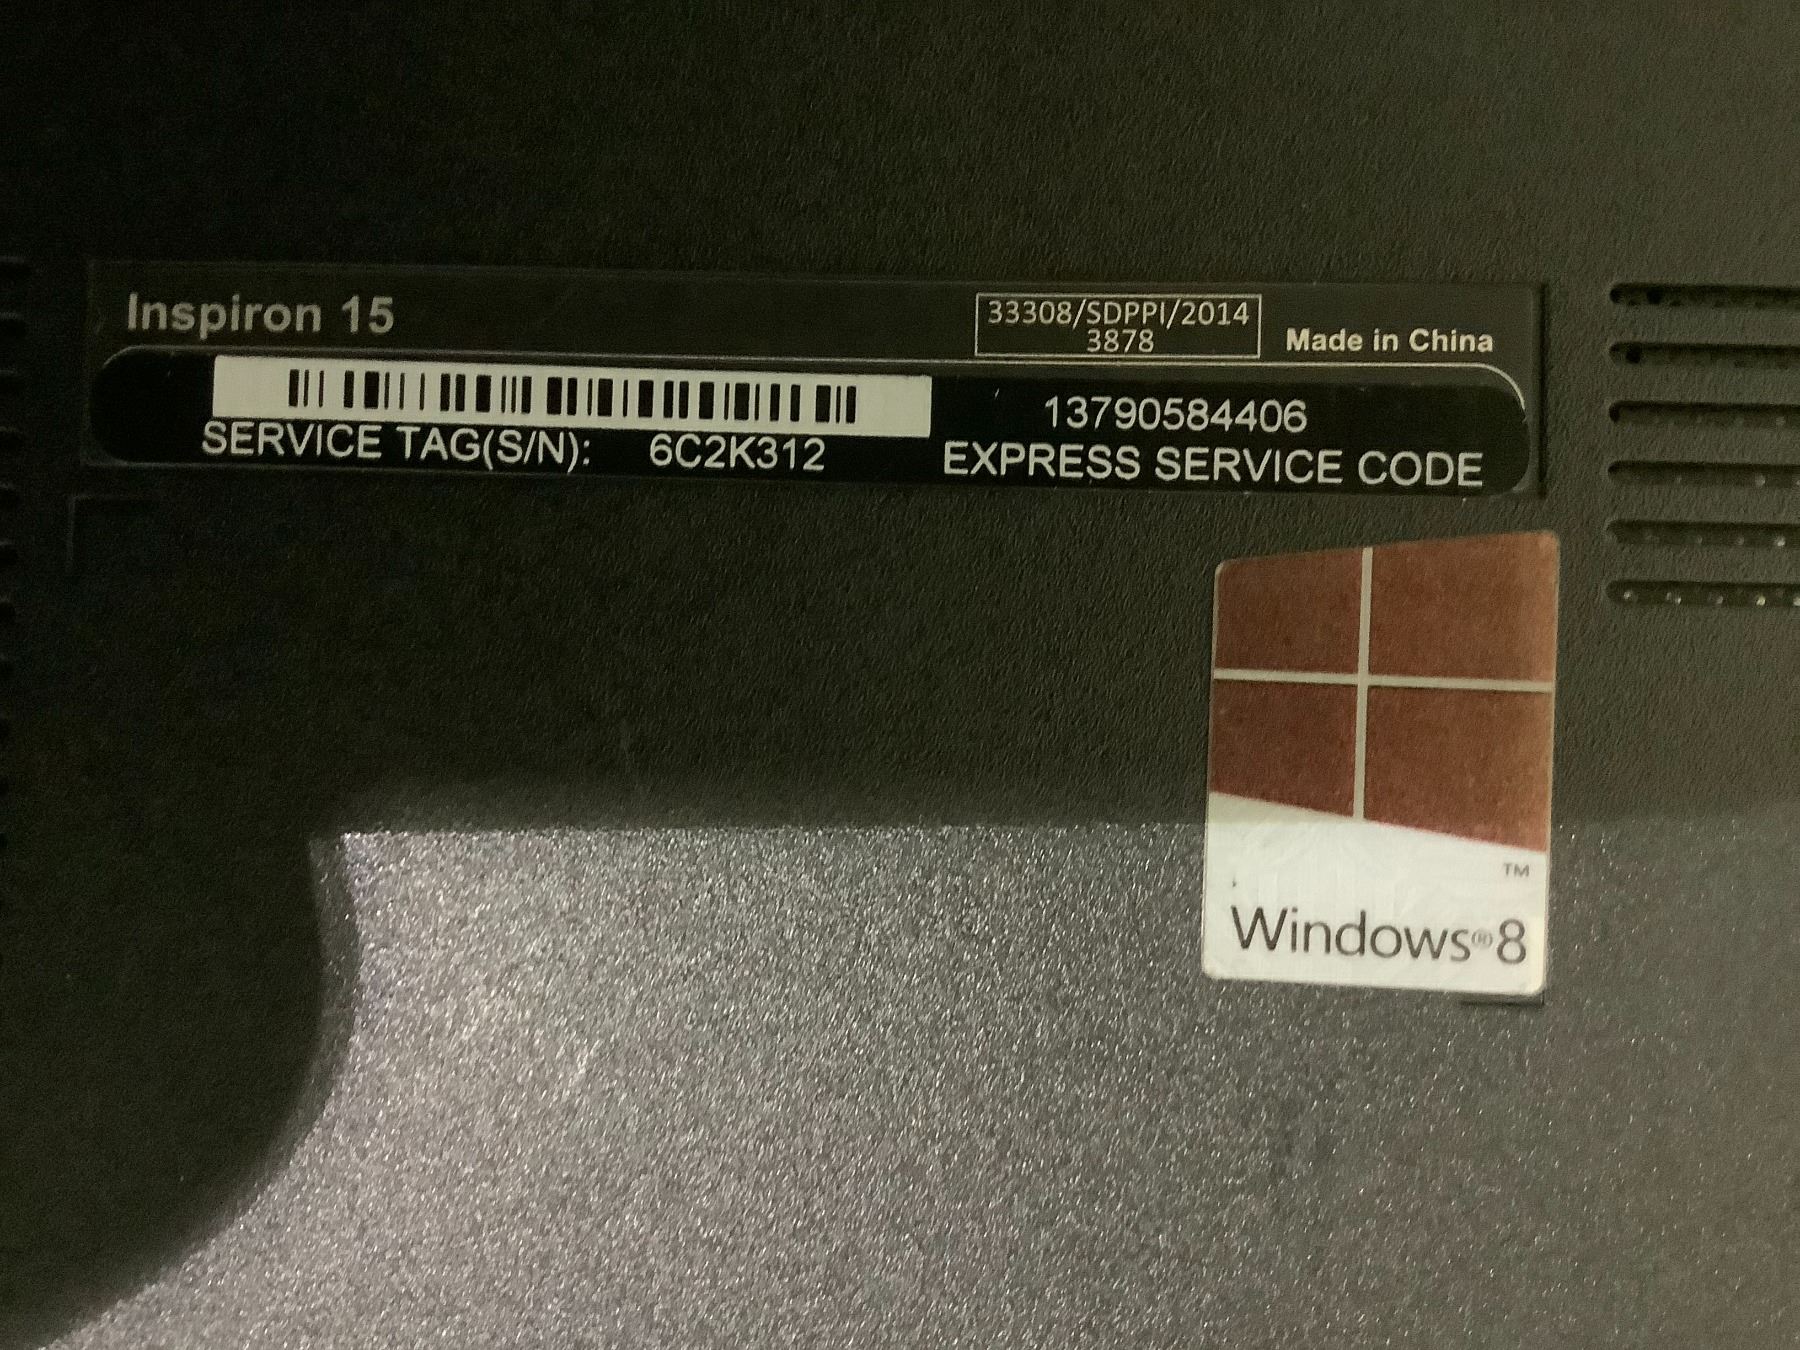 Inspiron 15
33308/SDPPI/2014
3878
Made in China
13790584406
SERVICE TAG(S/N): 6C2K312
EXPRESS SERVICE CODE
TM
Windows®8